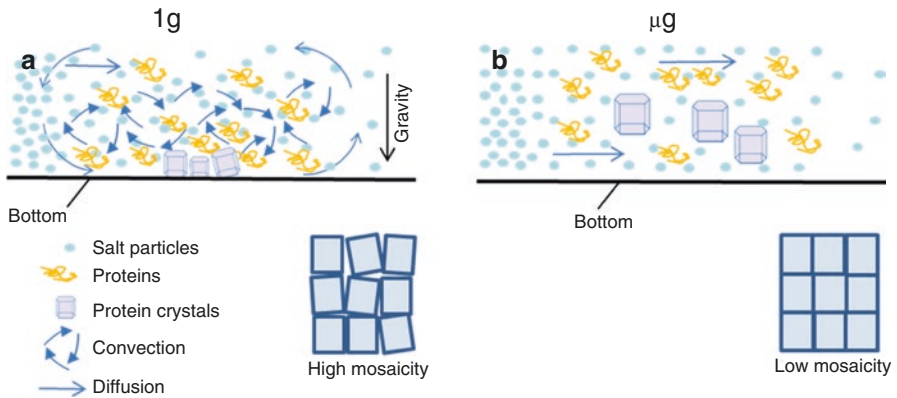 1g
μg
a
b
Gravity
Bottom
Bottom
Salt particles
Proteins
Protein crystals
Convection
Diffusion
High mosaicity
Low mosaicity